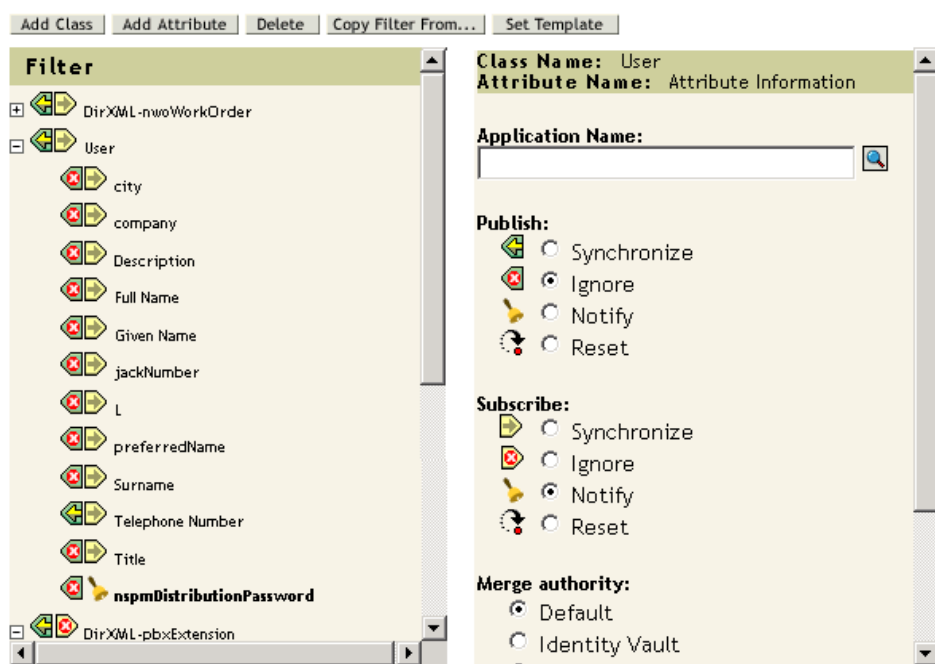 Add Class Add Attribute Delete Copy Filter From... Set Template
Filter
DirXML-nwoWorkOrder
User
city
company
Description
Full Name
Given Name
jackNumber
L
preferredName
Surname
Telephone Number
Title
nspmDistributionPassword
DirXML-pbxExtension
Class Name: User
Attribute Name: Attribute Information
Application Name:
Publish:
Synchronize
Ignore
Notify
Reset
Subscribe:
Synchronize
Ignore
Notify
Reset
Merge authority:
Default
Identity Vault